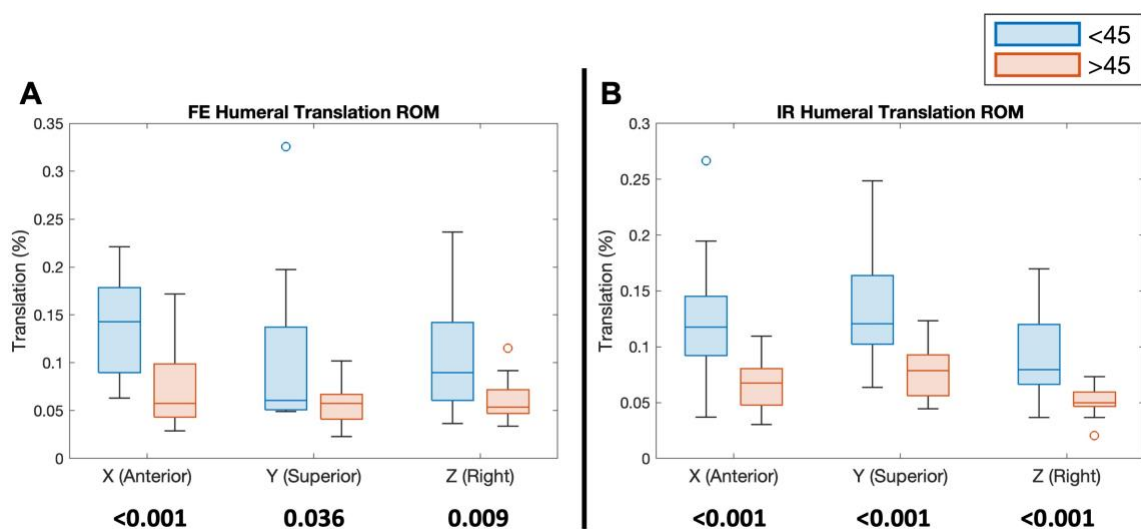 <45
>45
A
FE Humeral Translation ROM
0.35
0.3
0.25
0.2
0.15
0.1
0.05
0
Translation (%)
X (Anterior)
Y (Superior)
Z (Right)
<0.001
0.036
0.009
B
IR Humeral Translation ROM
0.3
0.25
0.2
0.15
0.1
0.05
0
Translation (%)
X (Anterior)
Y (Superior)
Z (Right)
<0.001
<0.001
<0.001